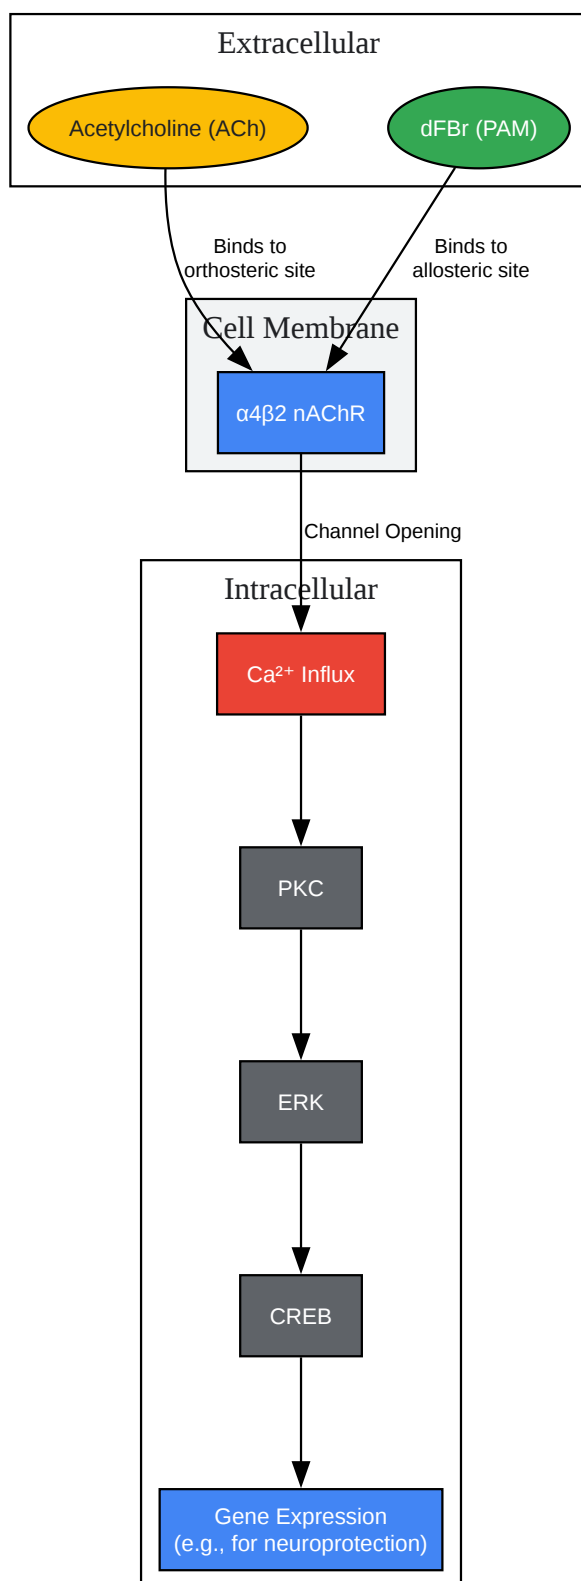 Extracellular
Acetylcholine (ACh)
dFBr (PAM)
Binds to
orthosteric site
Binds to
allosteric site
Cell Membrane
α4β2 nAChR
Channel Opening
Intracellular
Ca²⁺ Influx
PKC
ERK
CREB
Gene Expression
(e.g., for neuroprotection)